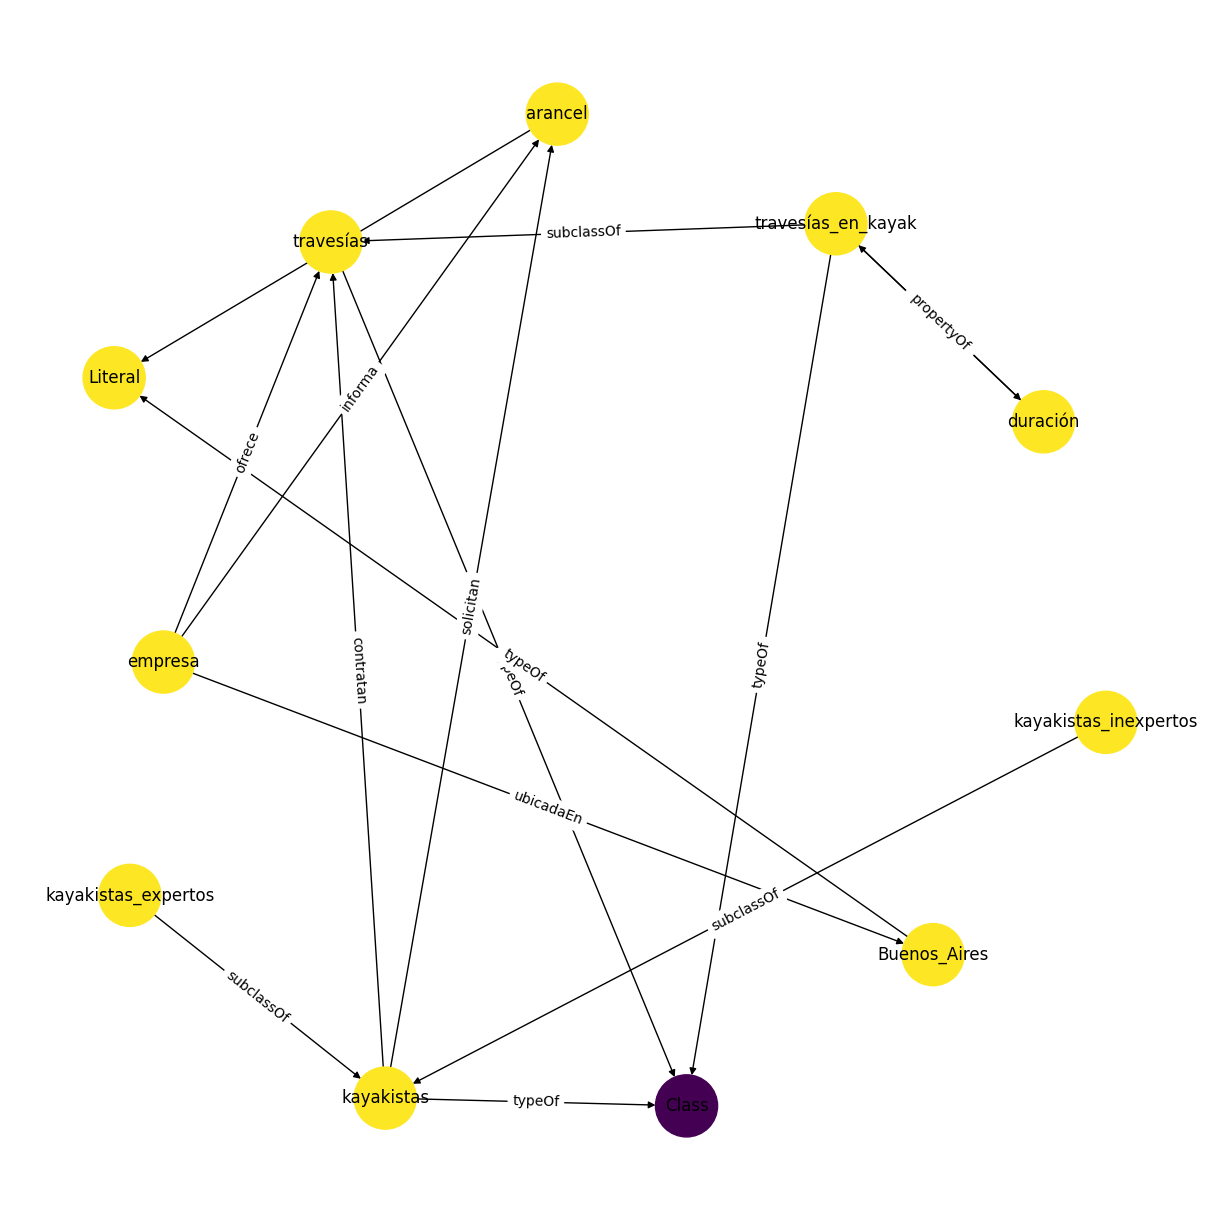 arancel
travesías_en_kayak
subclassOf
travesías
propertyOf
Literal
informa
duración
ofrece
solicitan
typeOf
typeOf
~eOf
contratan
empresa
kayakistas_inexpertos
ubicadaEn
kayakistas_expertos
subclassOf
Buenos_Aires
subclassOf
kayakistas
typeOf
Class